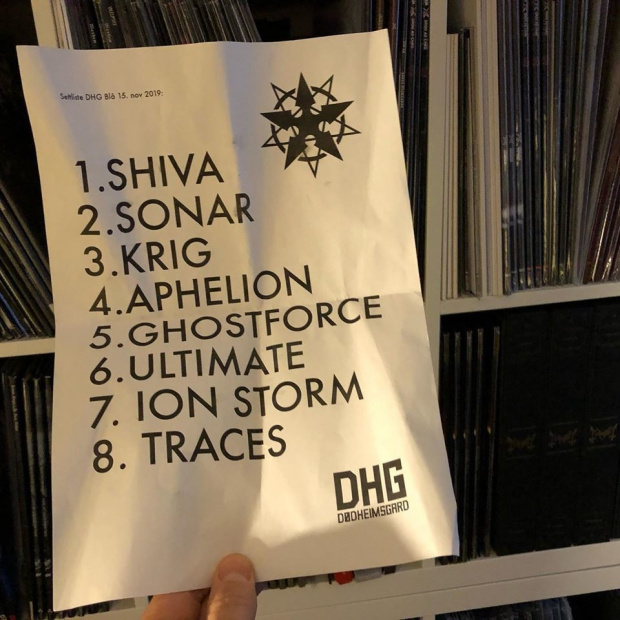 Settliste DHG Blå 15. nov 2019:
1.SHIVA
2.SONAR
3.KRIG
4.APHELION
5.GHOSTFORCE
6.ULTIMATE
7. ION STORM
8. TRACES
DHG
DØDHEIMSGARD